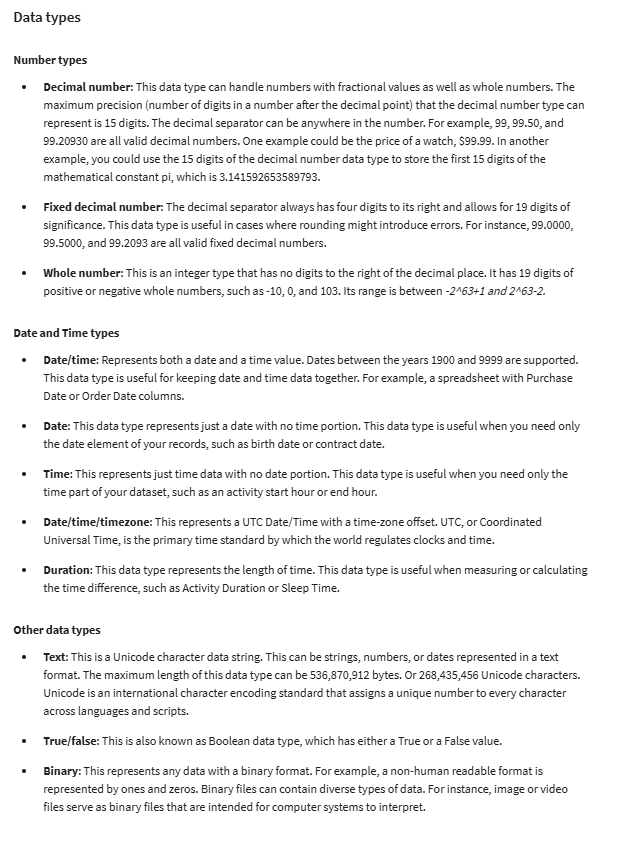 Data types
Number types
• Decimal number: This data type can handle numbers with fractional values as well as whole numbers. The
maximum precision (number of digits in a number after the decimal point) that the decimal number type can
represent is 15 digits. The decimal separator can be anywhere in the number. For example, 99, 99.50, and
99.20930 are all valid decimal numbers. One example could be the price of a watch, $99.99. In another
example, you could use the 15 digits of the decimal number data type to store the first 15 digits of the
mathematical constant pi, which is 3.141592653589793.
• Fixed decimal number: The decimal separator always has four digits to its right and allows for 19 digits of
significance. This data type is useful in cases where rounding might introduce errors. For instance, 99.0000,
99.5000, and 99.2093 are all valid fixed decimal numbers.
• Whole number: This is an integer type that has no digits to the right of the decimal place. It has 19 digits of
positive or negative whole numbers, such as -10, 0, and 103. Its range is between -2^63+1 and 2^63-2.
Date and Time types
• Date/time: Represents both a date and a time value. Dates between the years 1900 and 9999 are supported.
This data type is useful for keeping date and time data together. For example, a spreadsheet with Purchase
Date or Order Date columns.
• Date: This data type represents just a date with no time portion. This data type is useful when you need only
the date element of your records, such as birth date or contract date.
• Time: This represents just time data with no date portion. This data type is useful when you need only the
time part of your dataset, such as an activity start hour or end hour.
• Date/time/timezone: This represents a UTC Date/Time with a time-zone offset. UTC, or Coordinated
Universal Time, is the primary time standard by which the world regulates clocks and time.
• Duration: This data type represents the length of time. This data type is useful when measuring or calculating
the time difference, such as Activity Duration or Sleep Time.
Other data types
• Text: This is a Unicode character data string. This can be strings, numbers, or dates represented in a text
format. The maximum length of this data type can be 536,870,912 bytes. Or 268,435,456 Unicode characters.
Unicode is an international character encoding standard that assigns a unique number to every character
across languages and scripts.
• True/false: This is also known as Boolean data type, which has either a True or a False value.
• Binary: This represents any data with a binary format. For example, a non-human readable format is
represented by ones and zeros. Binary files can contain diverse types of data. For instance, image or video
files serve as binary files that are intended for computer systems to interpret.